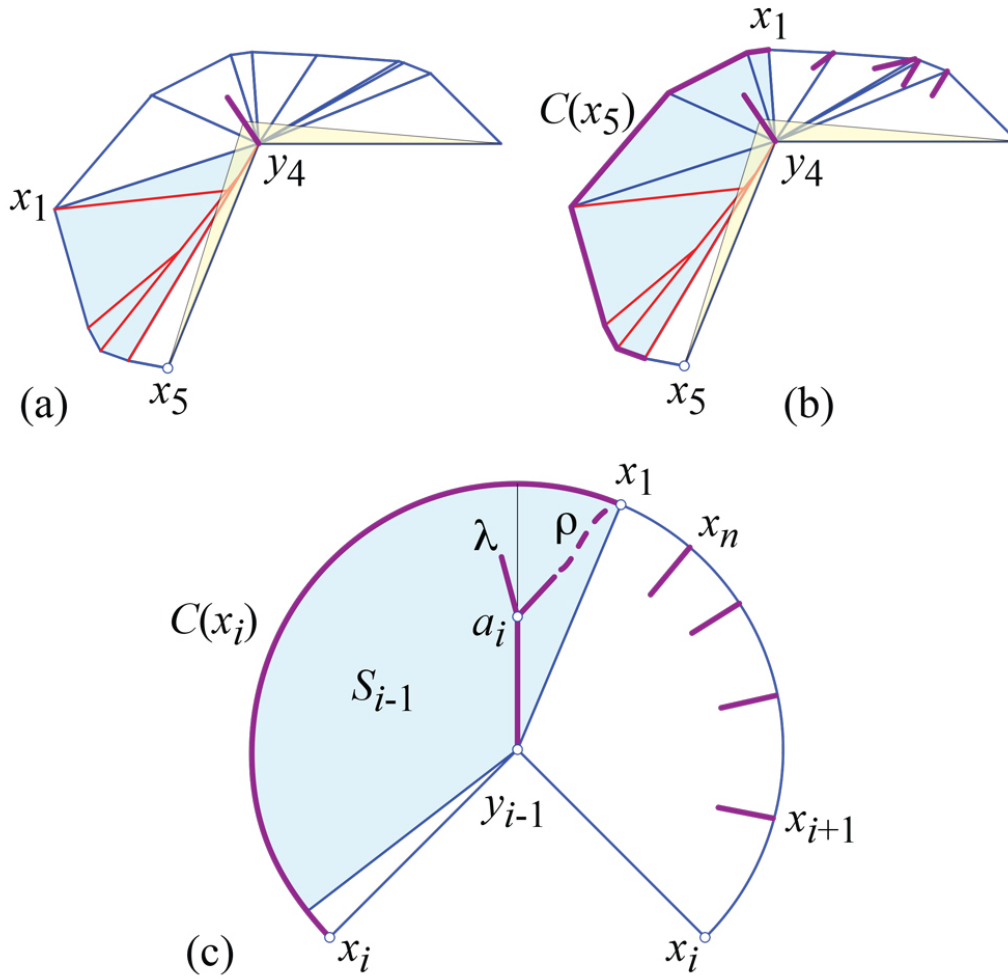 x₁
y₄
x₅
(a)
x₁
C(x₅)
y₄
x₅
(b)
x₁
xₙ
λ
ρ
C(xᵢ)
aᵢ
Sᵢ₋₁
yᵢ₋₁
xᵢ₊₁
xᵢ
xᵢ
(c)